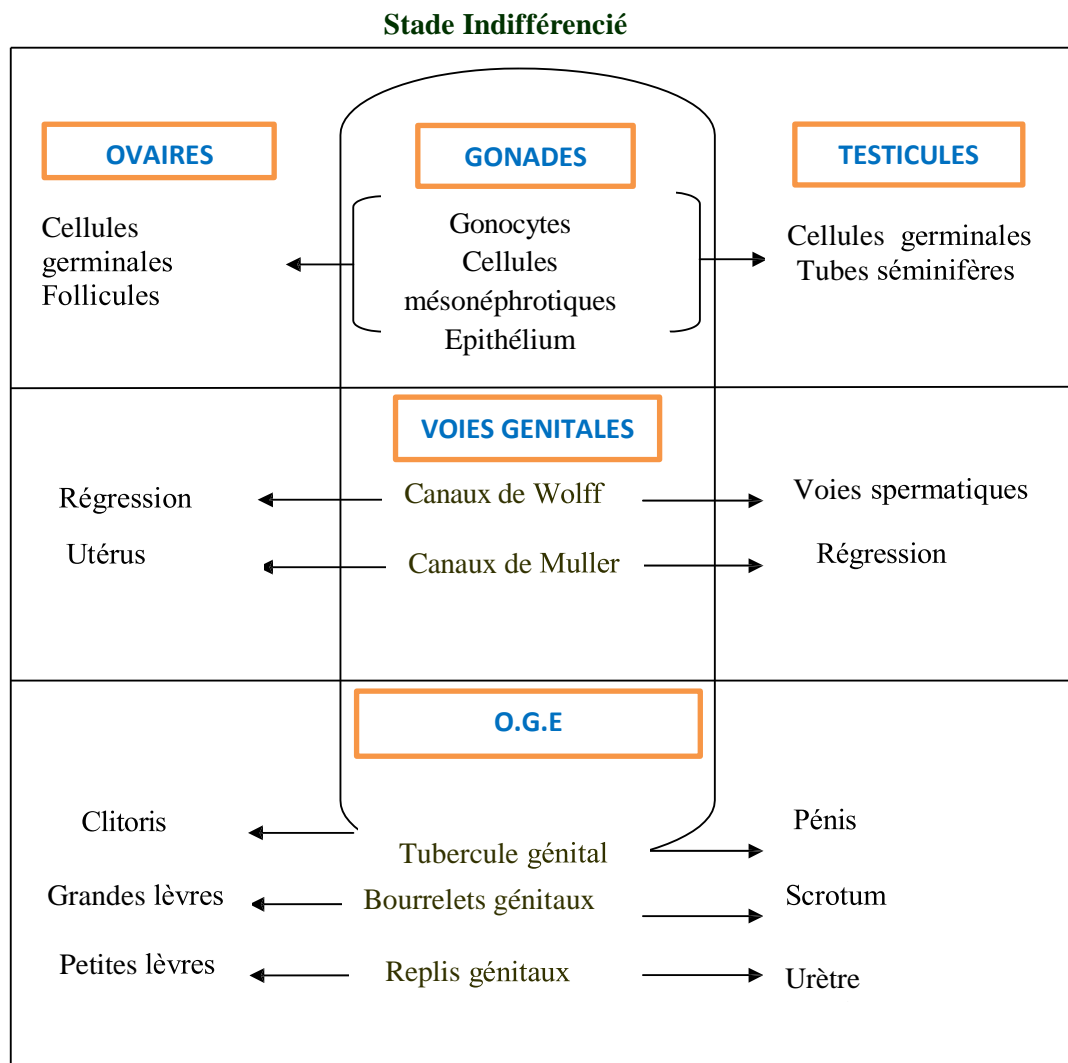 Stade Indifférencié
OVAIRES
GONADES
TESTICULES
Cellules
germinales
Follicules
Gonocytes
Cellules
mésonéphrotiques
Epithélium
Cellules germinales
Tubes séminifères
VOIES GENITALES
Régression
Canaux de Wolff
Voies spermatiques
Utérus
Canaux de Muller
Régression
O.G.E
Clitoris
Tubercule génital
Pénis
Grandes lèvres
Bourrelets génitaux
Scrotum
Petites lèvres
Replis génitaux
Urètre